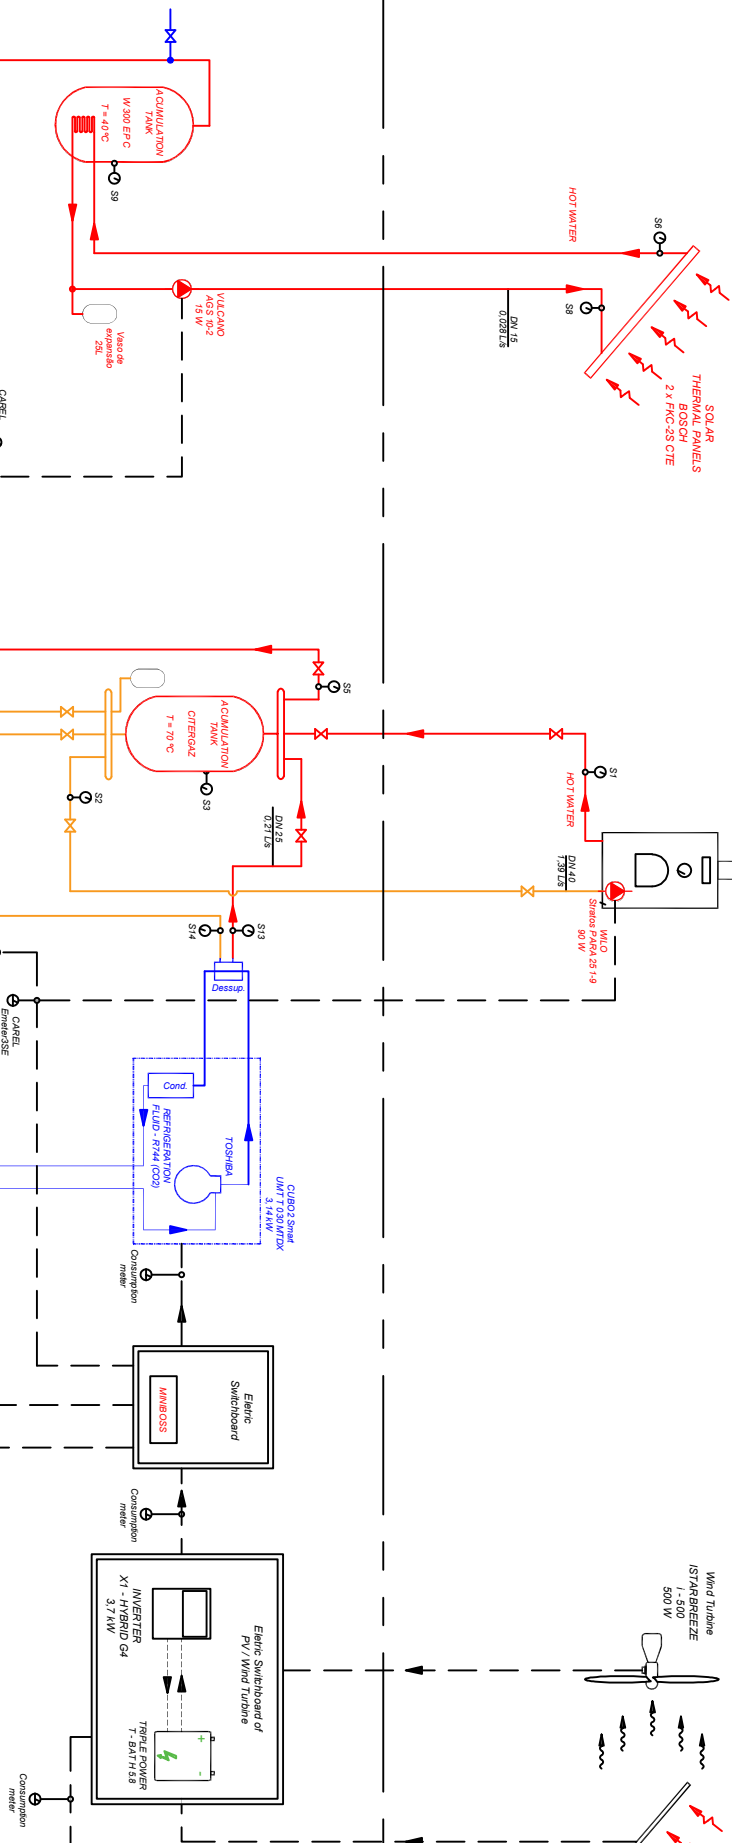 ACUMULATION
TANK
W 300 EP C
T = 40 ºC
S9
HOT WATER
S6
S8
VULCANO
AGS 10-2
15 W
Vaso de
expansão
25L
DN 15
0,028 L/s
SOLAR
THERMAL PANELS
BOSCH
2 x FKC-2S CTE
CAREL
S5
ACUMULATION
TANK
CITERGAZ
T = 70 ºC
S3
S2
S1
HOT WATER
DN 25
0,21 L/s
DN 40
1,39 L/s
WILO
Stratos PARA 25 1-9
90 W
S14
S13
Dessup.
CAREL
Emeter3SE
Cond.
REFRIGERATION
FLUID - R744 (CO2)
TOSHIBA
CUBO2 Smart
UMTT 030 MTDX
3,14 kW
Consumption
meter
Eletric
Switchboard
MINIBOSS
Consumption
meter
Wind Turbine
ISTARBREEZE
i - 500
500 W
Eletric Switchboard of
PV / Wind Turbine
INVERTER
X1 - HYBRID G4
3,7 kW
TRIPLE POWER
T - BAT H 5.8
+
-
Consumption
meter